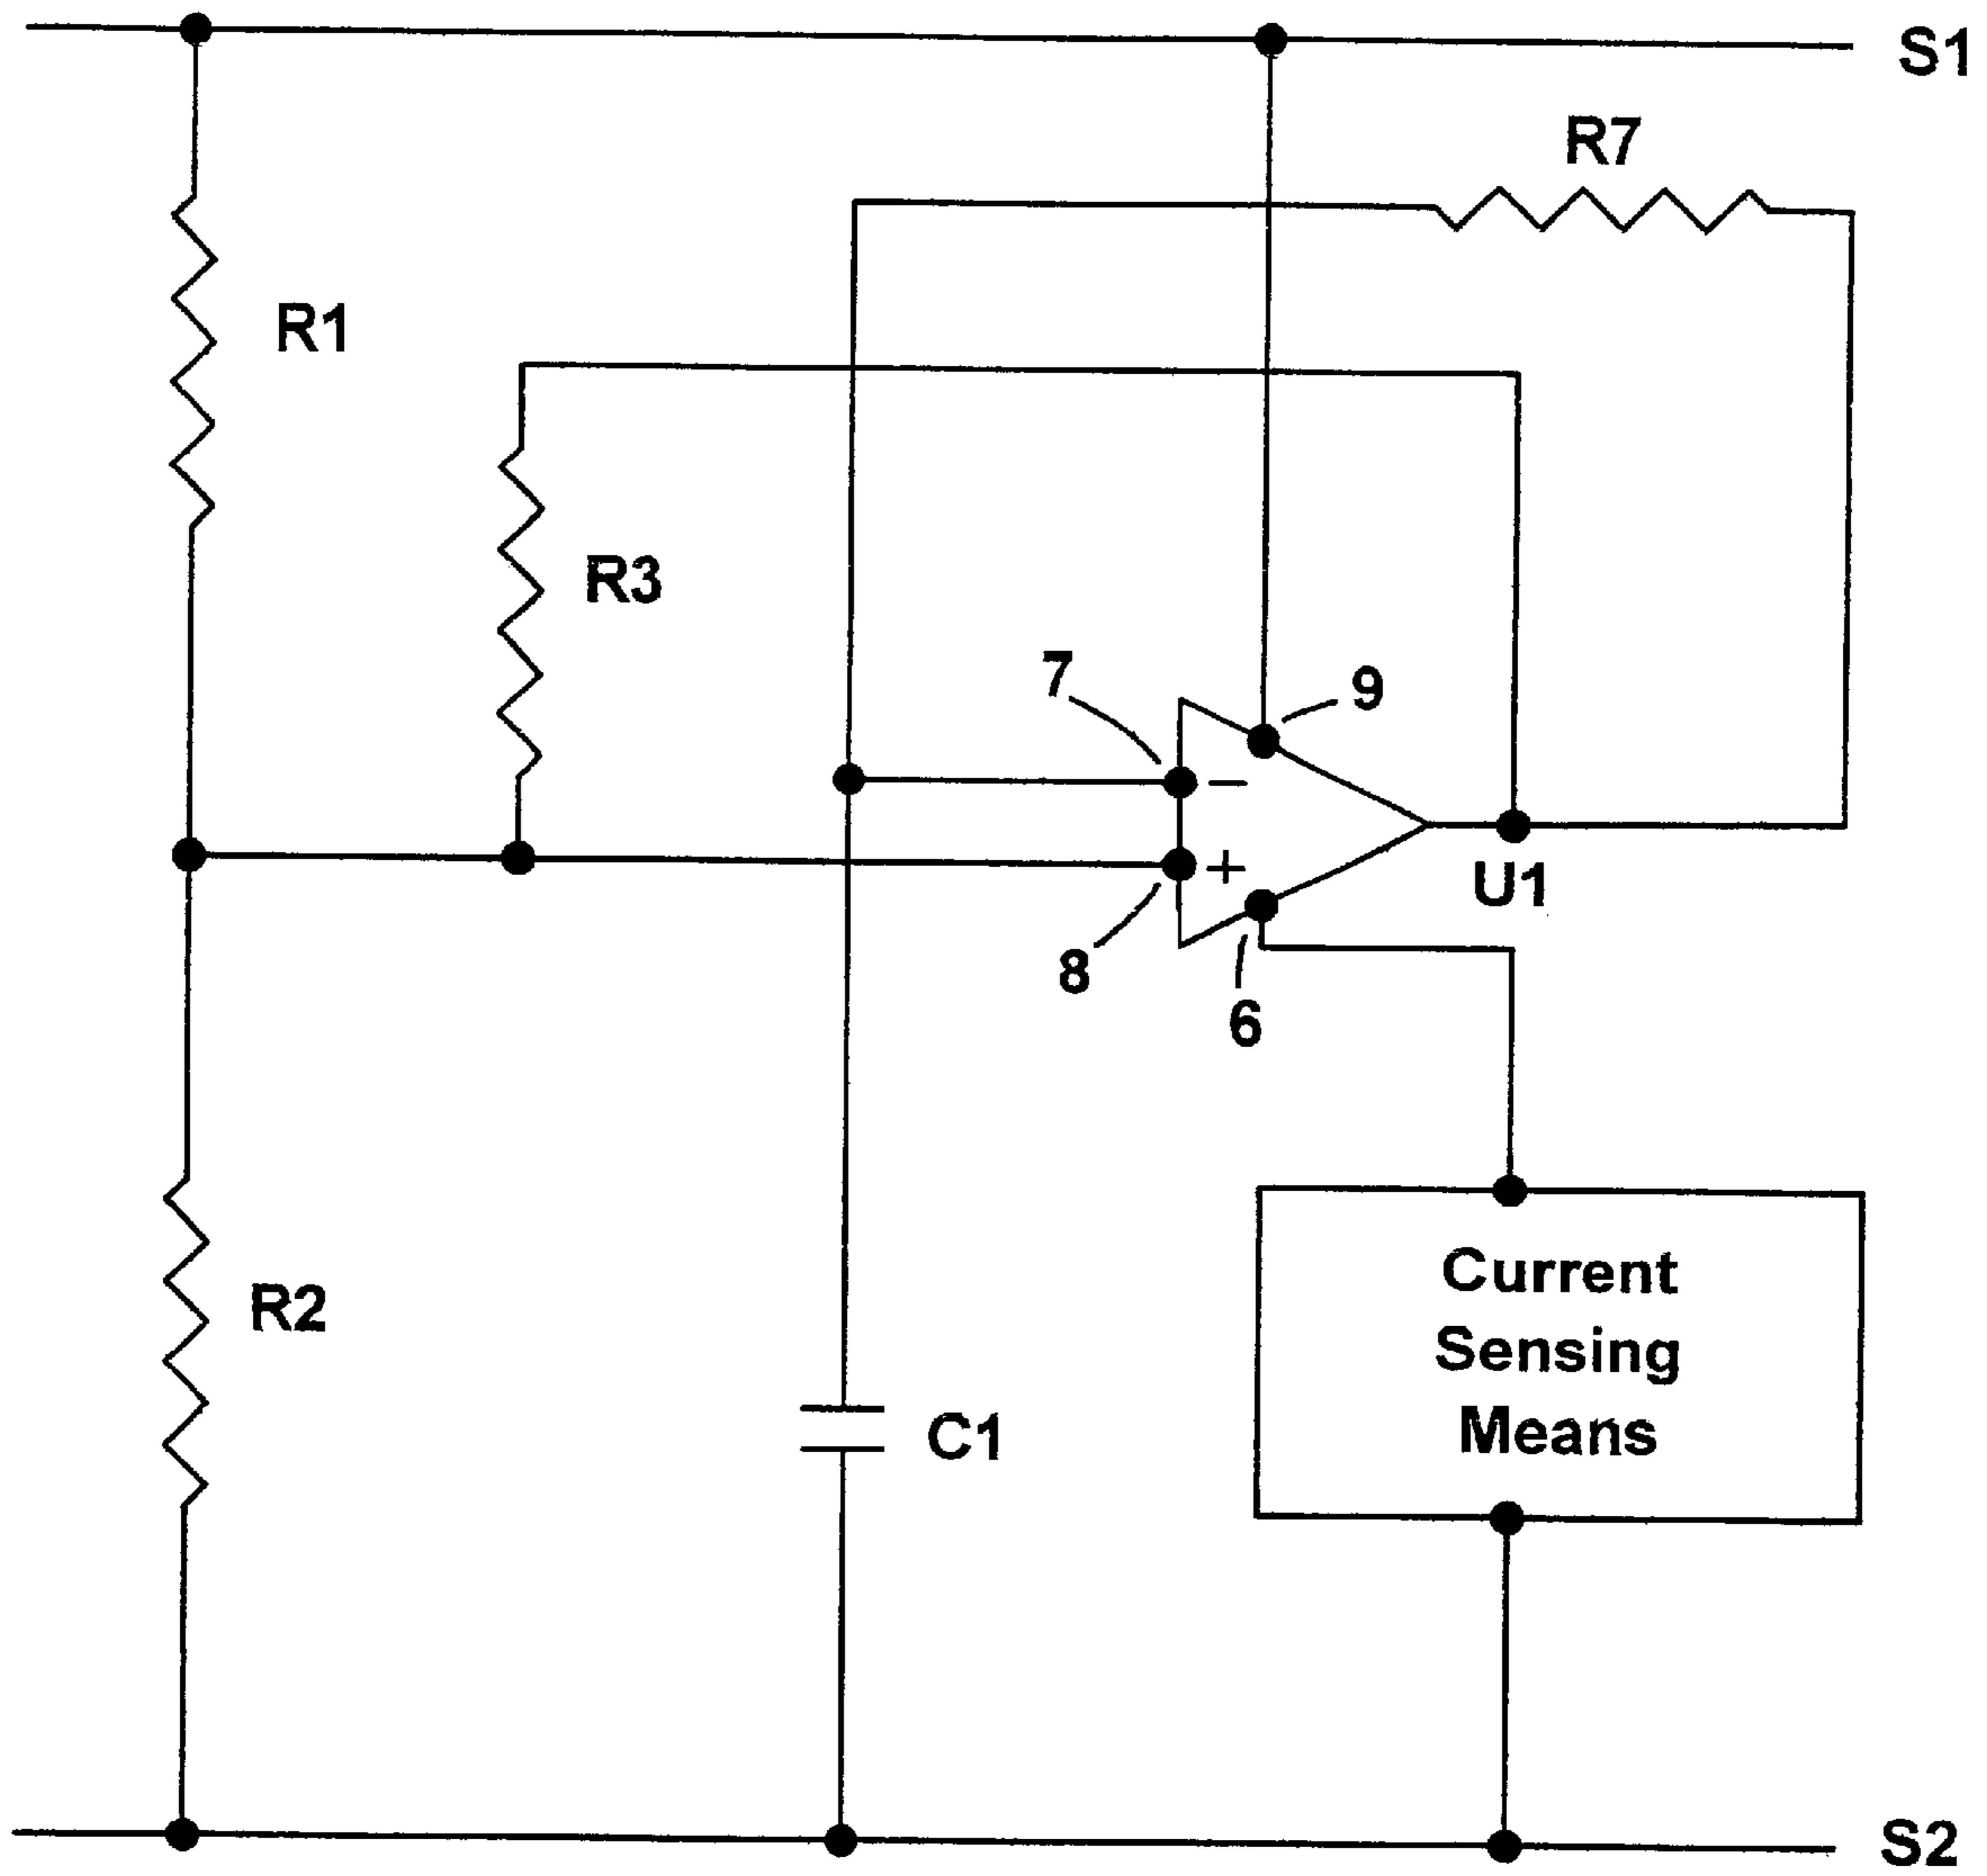 S1
R7
R1
R3
7
9
−
+
U1
8
6
R2
Current
Sensing
Means
C1
S2